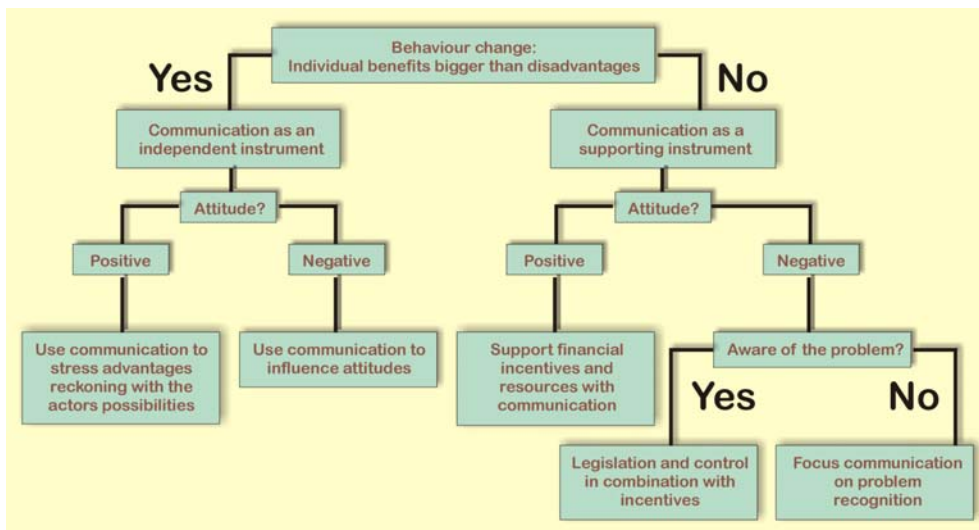 Behaviour change:
Individual benefits bigger than disadvantages
Yes
No
Communication as an
independent instrument
Communication as a
supporting instrument
Attitude?
Attitude?
Positive
Negative
Positive
Negative
Use communication to
stress advantages
reckoning with the
actors possibilities
Use communication to
influence attitudes
Support financial
incentives and
resources with
communication
Aware of the problem?
Yes
No
Legislation and control
in combination with
incentives
Focus communication
on problem
recognition